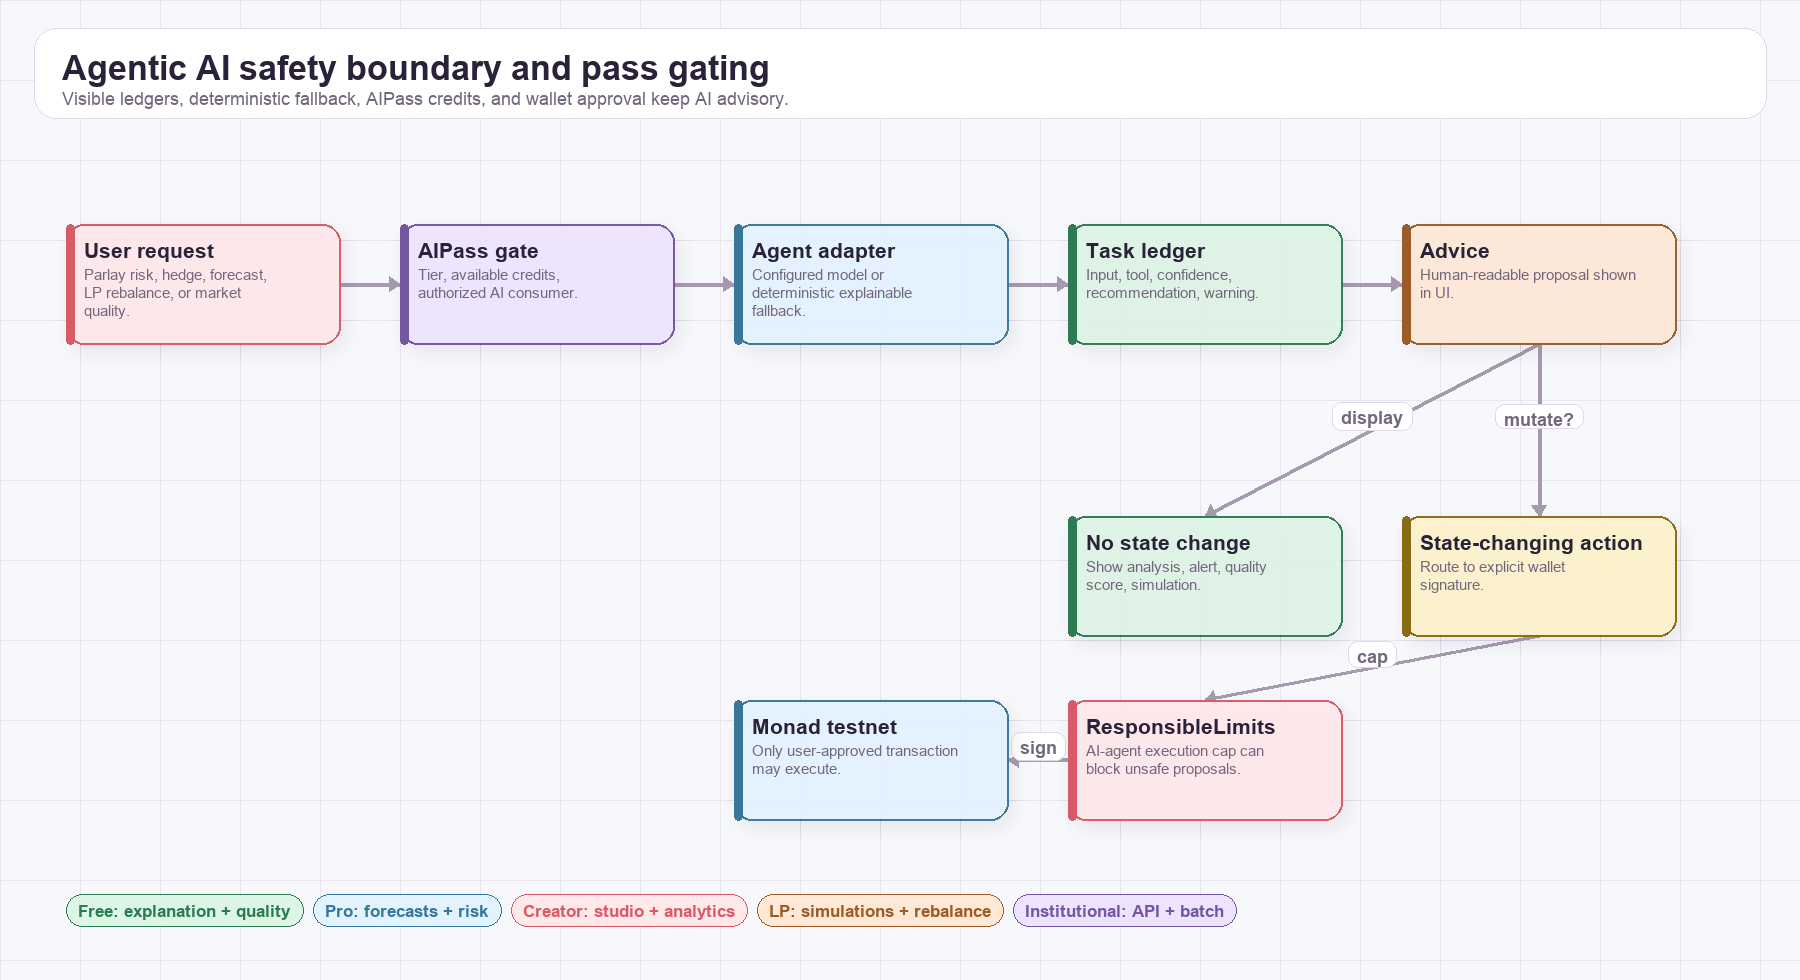 Agentic AI safety boundary and pass gating
Visible ledgers, deterministic fallback, AIPass credits, and wallet approval keep AI advisory.
User request
Parlay risk, hedge, forecast,
LP rebalance, or market
quality.
AIPass gate
Tier, available credits,
authorized AI consumer.
Agent adapter
Configured model or
deterministic explainable
fallback.
Task ledger
Input, tool, confidence,
recommendation, warning.
Advice
Human-readable proposal shown
in UI.
display
mutate?
No state change
Show analysis, alert, quality
score, simulation.
State-changing action
Route to explicit wallet
signature.
cap
Monad testnet
Only user-approved transaction
may execute.
sign
ResponsibleLimits
AI-agent execution cap can
block unsafe proposals.
Free: explanation + quality
Pro: forecasts + risk
Creator: studio + analytics
LP: simulations + rebalance
Institutional: API + batch